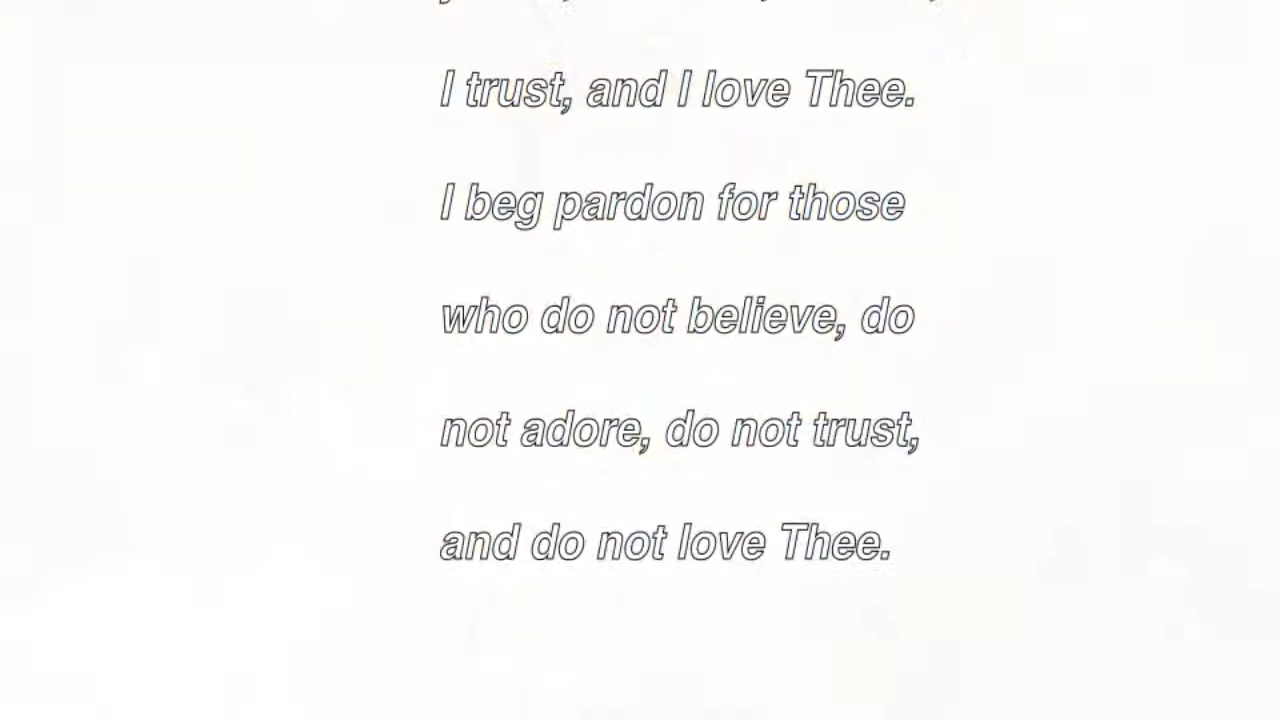 I trust, and I love Thee.
I beg pardon for those
who do not believe, do
not adore, do not trust,
and do not love Thee.